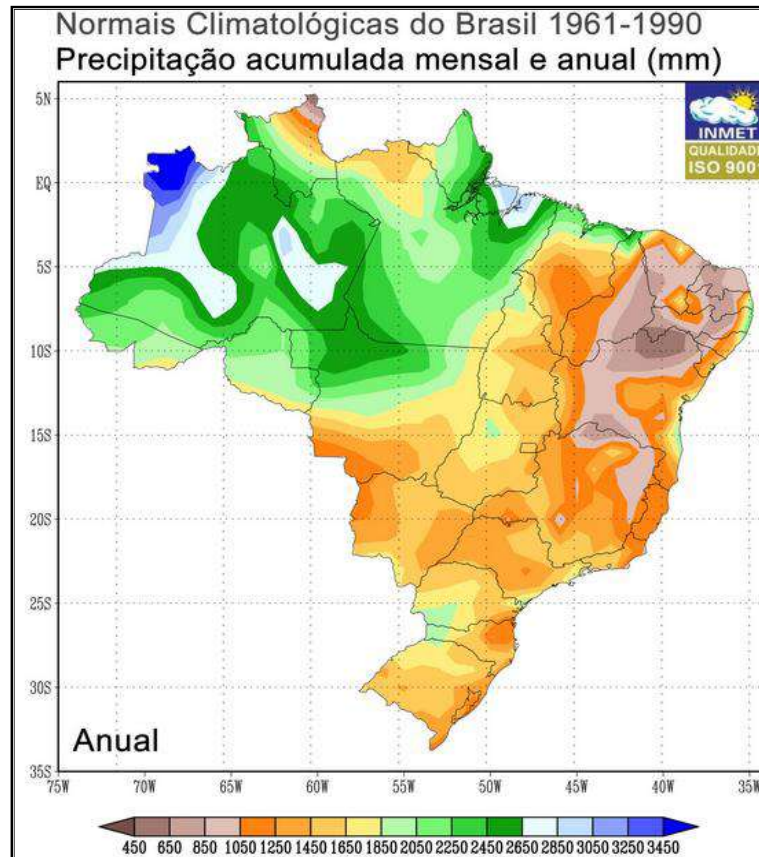 Normais Climatológicas do Brasil 1961-1990
Precipitação acumulada mensal e anual (mm)
INMET
QUALIDADE
ISO 9001
5N
EQ
5S
10S
15S
20S
25S
30S
35S
Anual
75W 70W 65W 60W 55W 50W 45W 40W 35W
450 650 850 1050 1250 1450 1650 1850 2050 2250 2450 2650 2850 3050 3250 3450